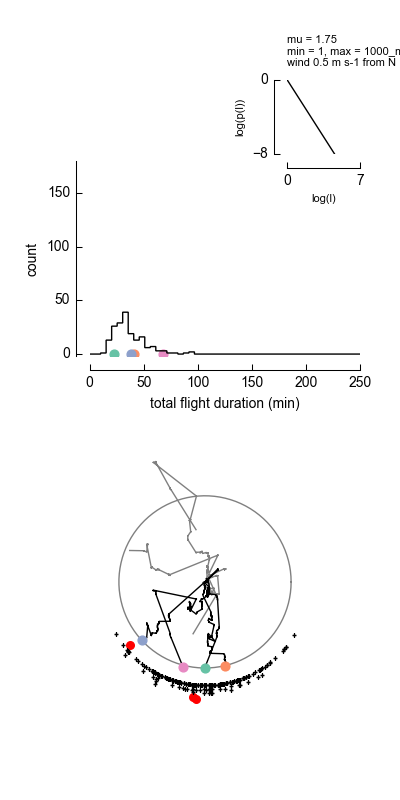 mu = 1.75
min = 1, max = 1000_m
wind 0.5 m s-1 from N
0
log(p(l))
−8
0
7
log(l)
150
100
50
0
count
0
50
100
150
200
250
total flight duration (min)